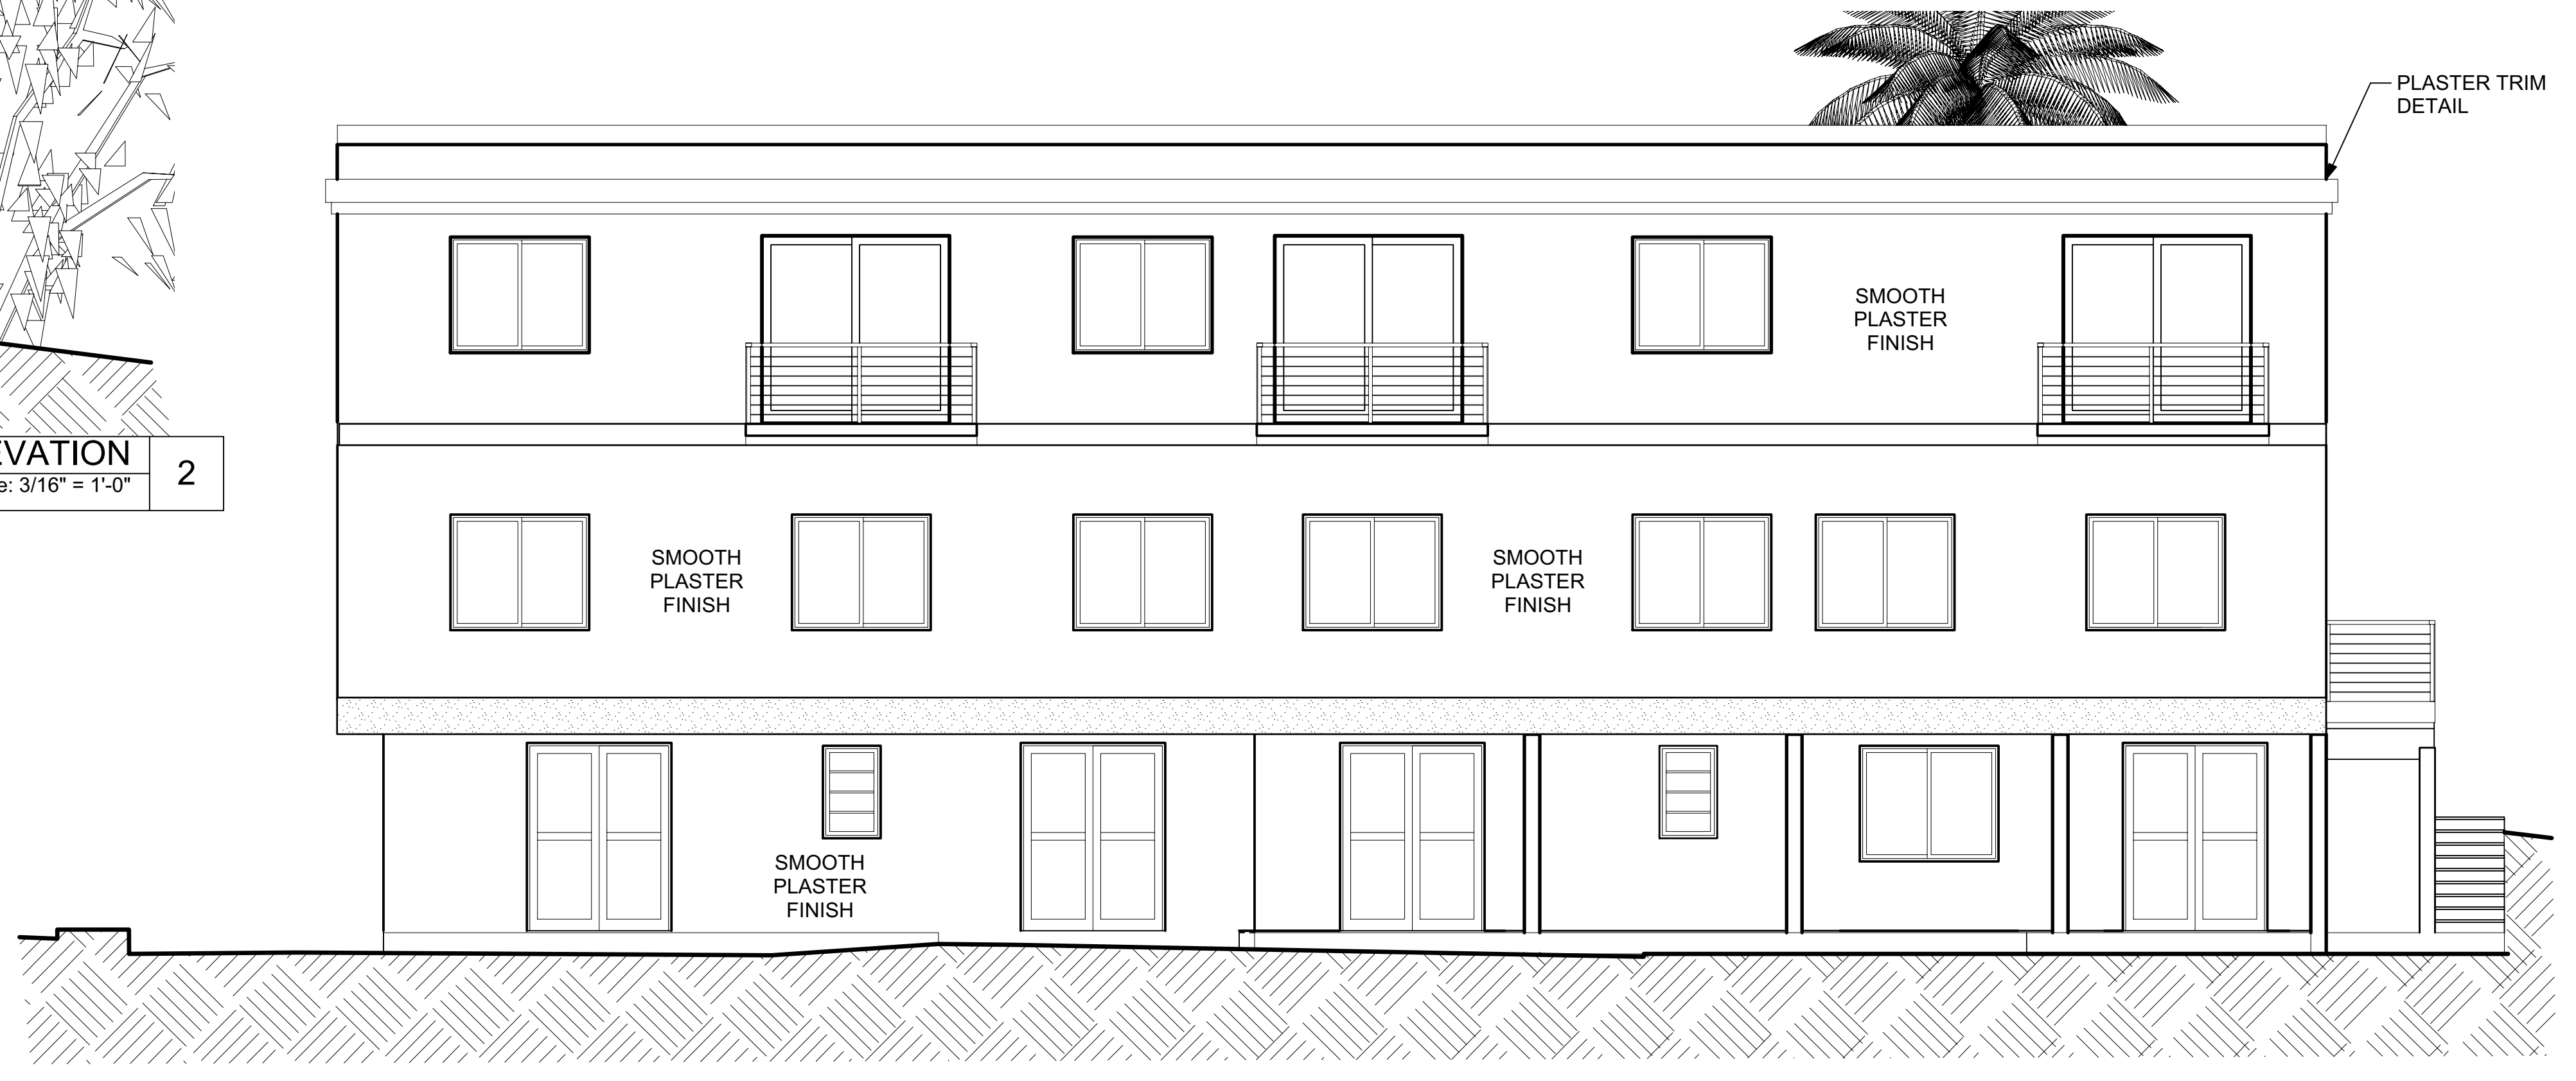 PLASTER TRIM
DETAIL
SMOOTH
PLASTER
FINISH
EVATION
e: 3/16" = 1'-0"
2
SMOOTH
PLASTER
FINISH
SMOOTH
PLASTER
FINISH
SMOOTH
PLASTER
FINISH